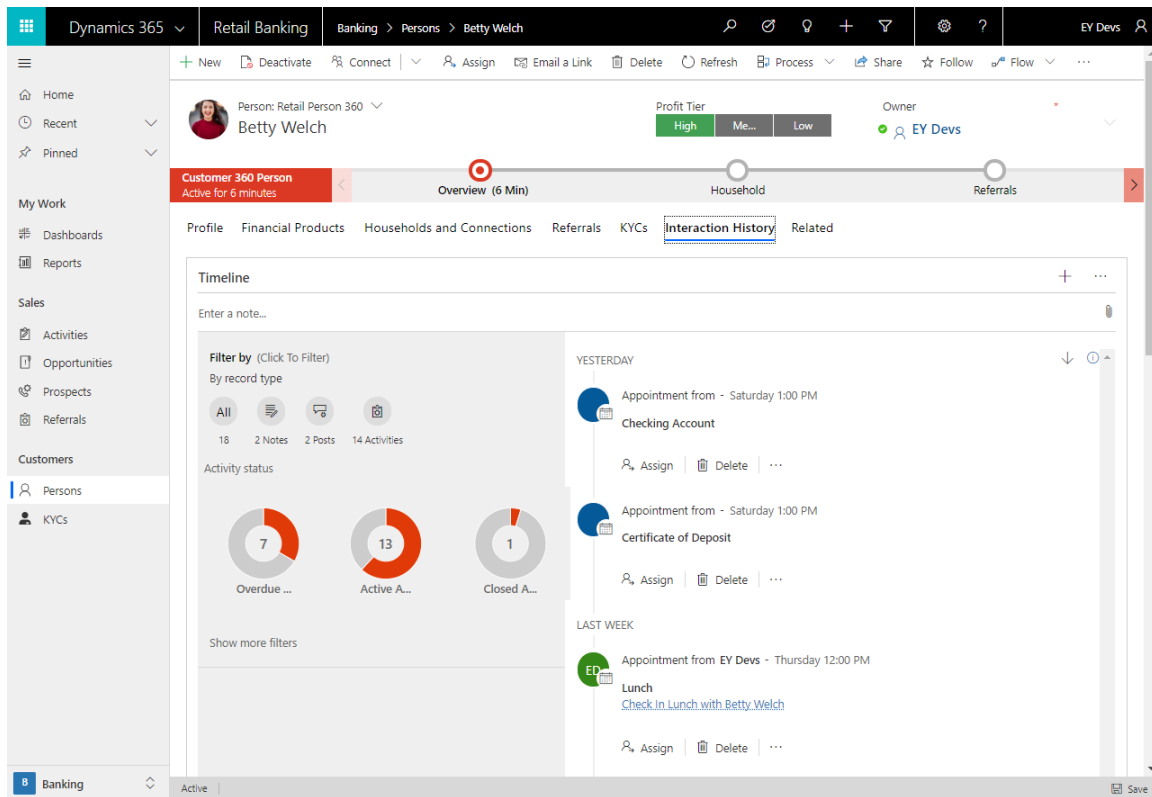 Dynamics 365 Retail Banking Banking > Persons > Betty Welch ? EY Devs
New Deactivate Connect Assign Email a Link Delete Refresh Process Share Follow Flow ...
Home
Recent
Pinned
My Work
Dashboards
Reports
Sales
Activities
Opportunities
Prospects
Referrals
Customers
Persons
KYCs
B Banking
Person: Retail Person 360
Betty Welch
Profit Tier
High Me... Low
Owner *
EY Devs
Customer 360 Person
Active for 6 minutes
Overview (6 Min) Household Referrals
Profile Financial Products Households and Connections Referrals KYCs Interaction History Related
Timeline
Enter a note...
Filter by (Click To Filter)
By record type
All
18 2 Notes 2 Posts 14 Activities
Activity status
7 13 1
Overdue ... Active A... Closed A...
Show more filters
YESTERDAY
Appointment from - Saturday 1:00 PM
Checking Account
Assign Delete ...
Appointment from - Saturday 1:00 PM
Certificate of Deposit
Assign Delete ...
LAST WEEK
ED Appointment from EY Devs - Thursday 12:00 PM
Lunch
Check In Lunch with Betty Welch
Assign Delete ...
Active Save